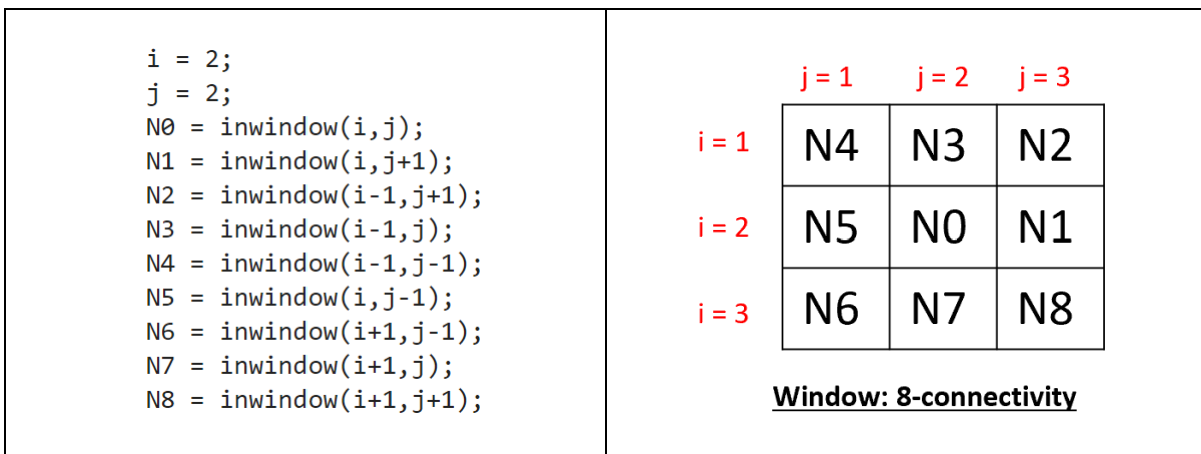 i = 2;
j = 2;
N0 = inwindow(i,j);
N1 = inwindow(i,j+1);
N2 = inwindow(i-1,j+1);
N3 = inwindow(i-1,j);
N4 = inwindow(i-1,j-1);
N5 = inwindow(i,j-1);
N6 = inwindow(i+1,j-1);
N7 = inwindow(i+1,j);
N8 = inwindow(i+1,j+1);
j = 1 j = 2 j = 3
i = 1 N4 N3 N2
i = 2 N5 N0 N1
i = 3 N6 N7 N8
Window: 8-connectivity